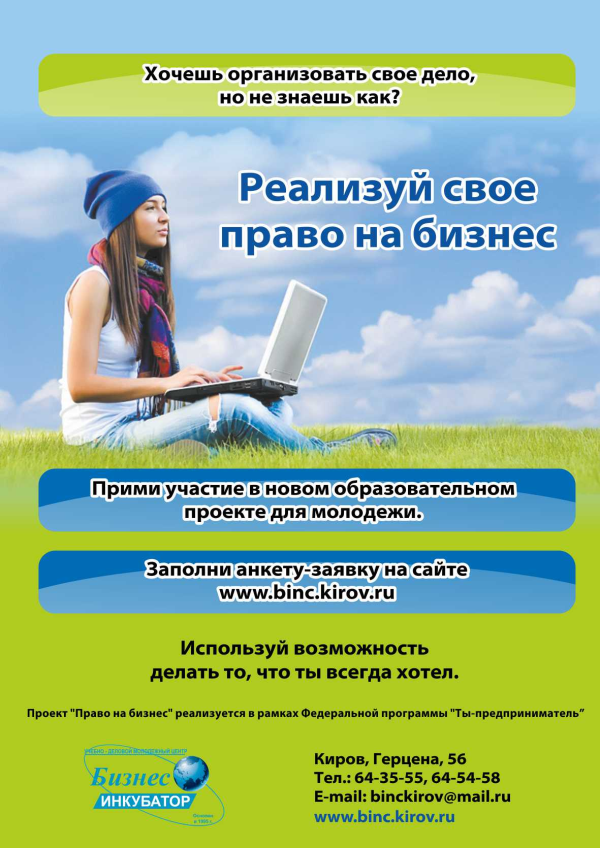 Хочешь организовать свое дело,
но не знаешь как?
Реализуй свое
право на бизнес
Прими участие в новом образовательном
проекте для молодежи.
Заполни анкету-заявку на сайте
www.binc.kirov.ru
Используй возможность
делать то, что ты всегда хотел.
Проект "Право на бизнес" реализуется в рамках Федеральной программы "Ты-предприниматель”
УЧЕБНО - ДЕЛОВОЙ МОЛОДЕЖНЫЙ ЦЕНТР
Бизнес
ИНКУБАТОР
Основан
Киров, Герцена, 56
Тел.: 64-35-55, 64-54-58
E-mail: binckirov@mail.ru
www.binc.kirov.ru